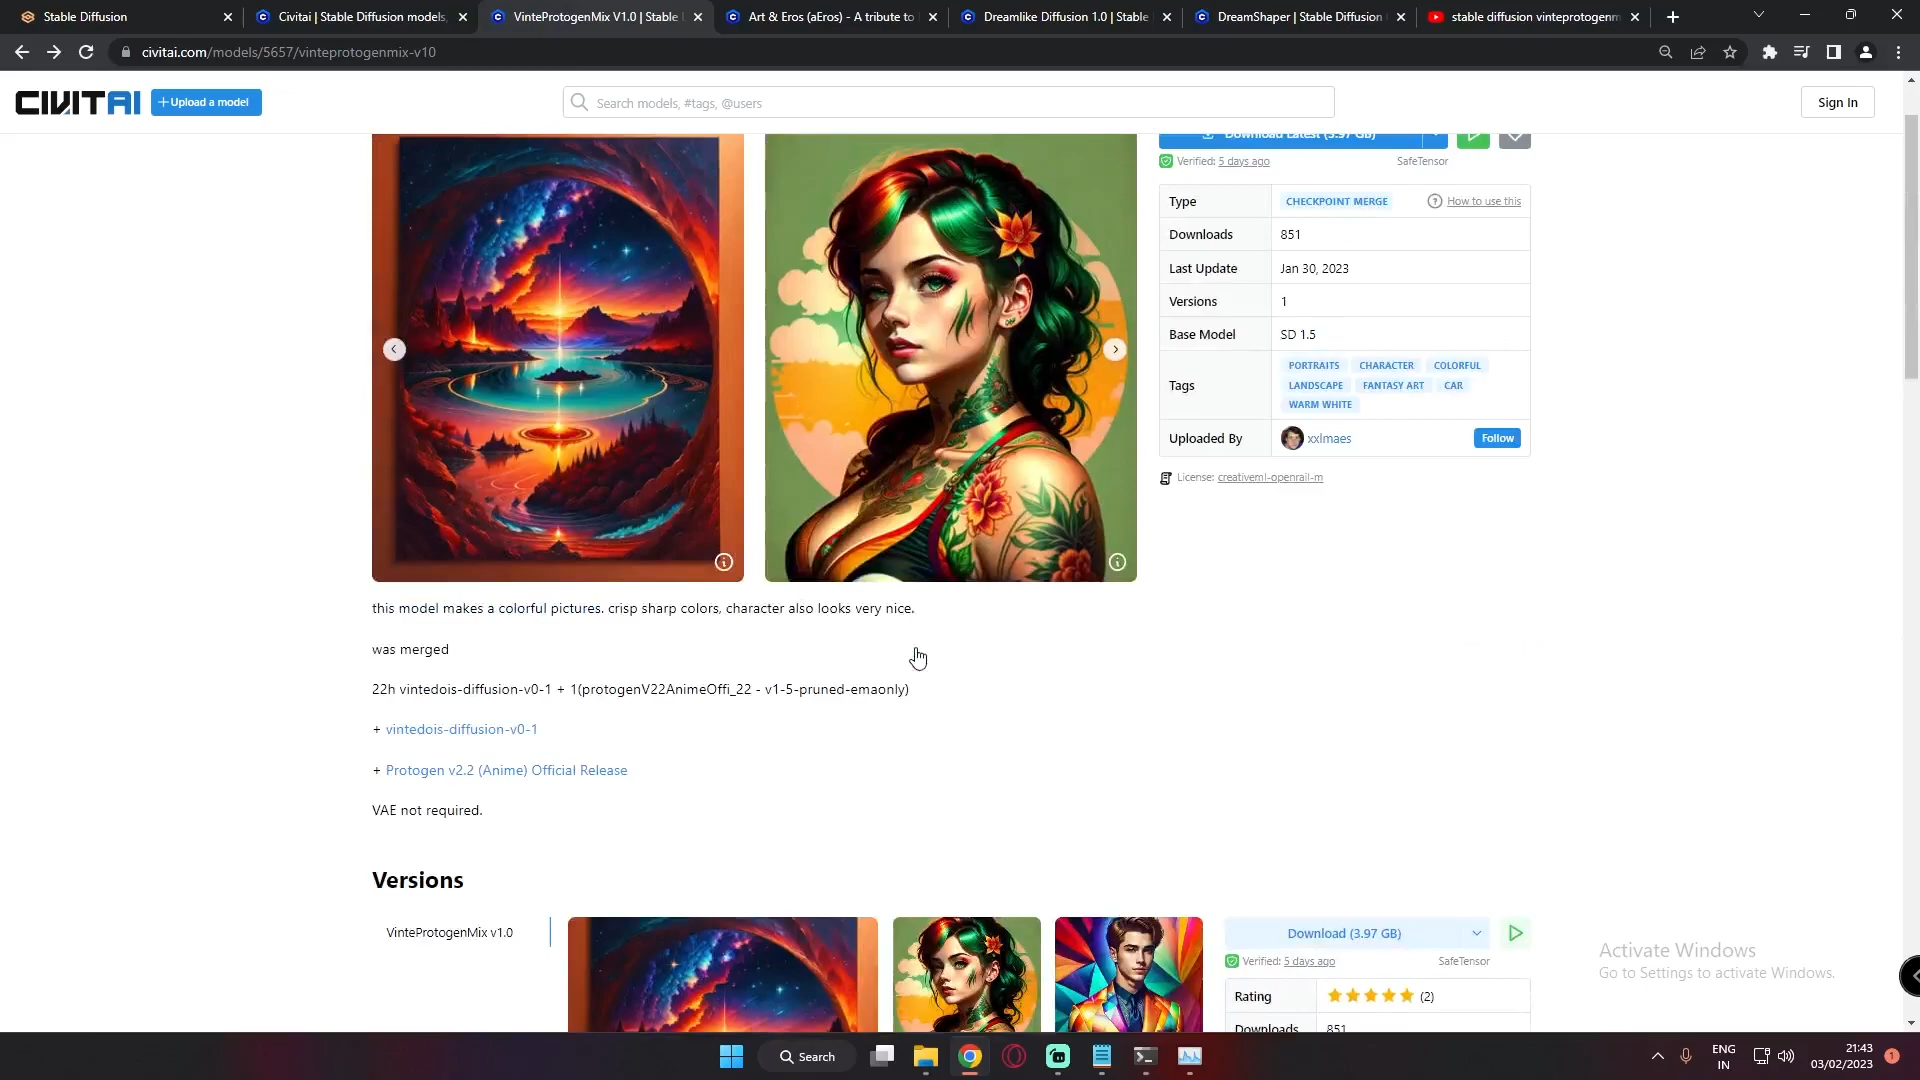 Stable Diffusion
Civitai | Stable Diffusion models,
VinteProtogenMix V1.0 | Stable
Art & Eros (aEros) - A tribute to
Dreamlike Diffusion 1.0 | Stable
DreamShaper | Stable Diffusion
stable diffusion vinteprotogenm
civitai.com/models/5657/vinteprotogenmix-v10
CIVITAI
Upload a model
Search models, #tags, @users
Sign In
Download Latest (3.97 GB)
Verified: 5 days ago
SafeTensor
Type
CHECKPOINT MERGE
How to use this
Downloads
851
Last Update
Jan 30, 2023
Versions
1
Base Model
SD 1.5
Tags
PORTRAITS CHARACTER COLORFUL
LANDSCAPE FANTASY ART CAR
WARM WHITE
Uploaded By
xxlmaes
Follow
License: creativeml-openrail-m
this model makes a colorful pictures. crisp sharp colors, character also looks very nice.
was merged
22h vintedois-diffusion-v0-1 + 1(protogenV22AnimeOffi_22 - v1-5-pruned-emaonly)
+ vintedois-diffusion-v0-1
+ Protogen v2.2 (Anime) Official Release
VAE not required.
Versions
VinteProtogenMix v1.0
Download (3.97 GB)
Verified: 5 days ago
SafeTensor
Rating
(2)
Downloads
851
Activate Windows
Go to Settings to activate Windows.
Search
ENG
IN
21:43
03/02/2023
1